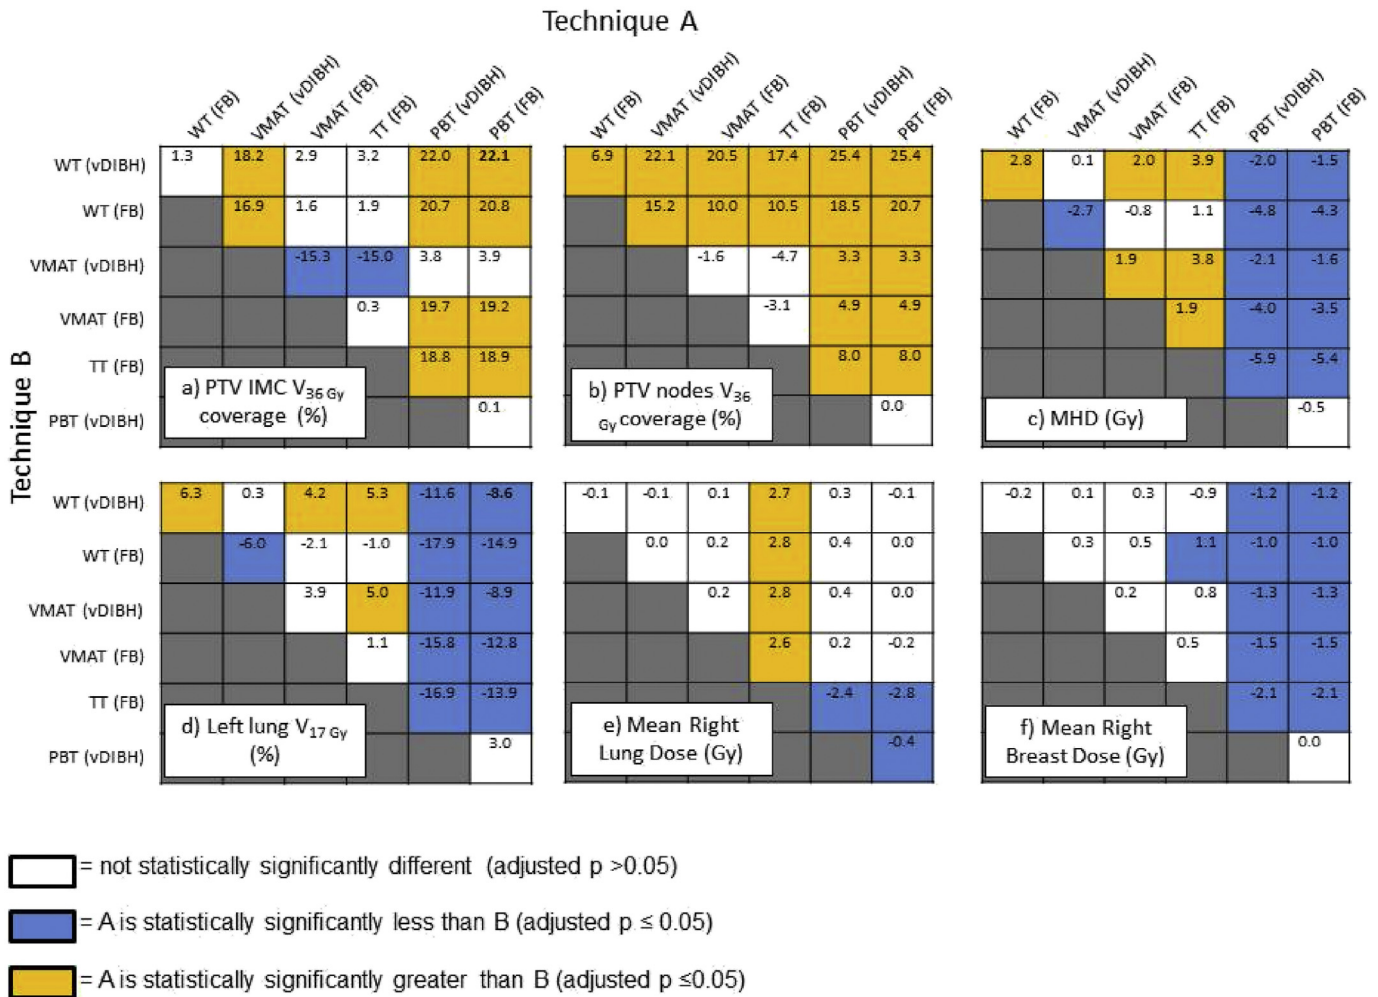 Technique A
WT (FB) VMAT (vDIBH) VMAT (FB) TT (FB) PBT (vDIBH) PBT (FB)
WT (FB) VMAT (vDIBH) VMAT (FB) TT (FB) PBT (vDIBH) PBT (FB)
WT (FB) VMAT (vDIBH) VMAT (FB) TT (FB) PBT (vDIBH) PBT (FB)
Technique B
WT (vDIBH) 1.3 18.2 2.9 3.2 22.0 22.1 6.9 22.1 20.5 17.4 25.4 25.4 2.8 0.1 2.0 3.9 -2.0 -1.5
WT (FB) 16.9 1.6 1.9 20.7 20.8 15.2 10.0 10.5 18.5 20.7 -2.7 -0.8 1.1 -4.8 -4.3
VMAT (vDIBH) -15.3 -15.0 3.8 3.9 -1.6 -4.7 3.3 3.3 1.9 3.8 -2.1 -1.6
VMAT (FB) 0.3 19.7 19.2 -3.1 4.9 4.9 1.9 -4.0 -3.5
TT (FB) 18.8 18.9 8.0 8.0 -5.9 -5.4
PBT (vDIBH) 0.1 0.0 -0.5
a) PTV IMC V36 Gy
coverage (%)
b) PTV nodes V36
Gy coverage (%)
c) MHD (Gy)
WT (vDIBH) 6.3 0.3 4.2 5.3 -11.6 -8.6 -0.1 -0.1 0.1 2.7 0.3 -0.1 -0.2 0.1 0.3 -0.9 -1.2 -1.2
WT (FB) -6.0 -2.1 -1.0 -17.9 -14.9 0.0 0.2 2.8 0.4 0.0 0.3 0.5 1.1 -1.0 -1.0
VMAT (vDIBH) 3.9 5.0 -11.9 -8.9 0.2 2.8 0.4 0.0 0.2 0.8 -1.3 -1.3
VMAT (FB) 1.1 -15.8 -12.8 2.6 0.2 -0.2 0.5 -1.5 -1.5
TT (FB) -16.9 -13.9 -2.4 -2.8 -2.1 -2.1
PBT (vDIBH) 3.0 -0.4 0.0
d) Left lung V17 Gy
(%)
e) Mean Right
Lung Dose (Gy)
f) Mean Right
Breast Dose (Gy)
= not statistically significantly different (adjusted p >0.05)
= A is statistically significantly less than B (adjusted p ≤ 0.05)
= A is statistically significantly greater than B (adjusted p ≤0.05)